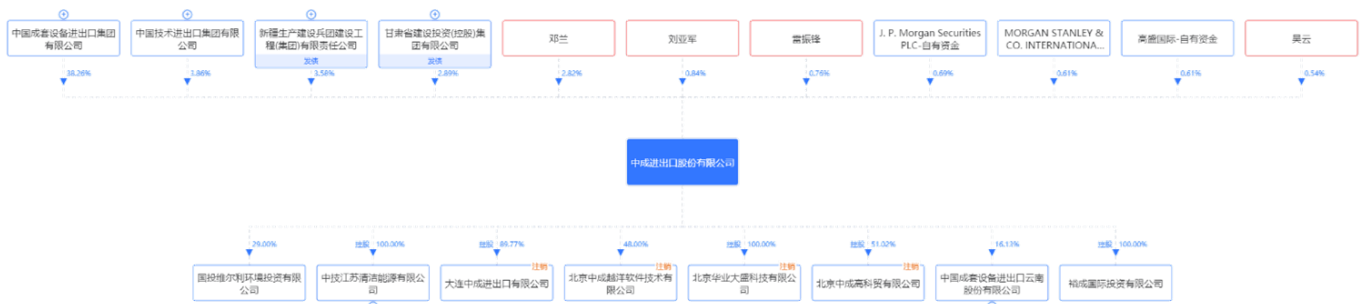 中国成套设备进出口集团
有限公司
中国技术进出口集团有限
公司
新疆生产建设兵团建设工
程(集团)有限责任公司
发债
甘肃省建设投资(控股)集
团有限公司
发债
邓兰
刘亚军
雷振锋
J. P. Morgan Securities
PLC-自有资金
MORGAN STANLEY &
CO. INTERNATIONA...
高盛国际-自有资金
吴云
38.26%
3.86%
3.58%
2.89%
2.82%
0.84%
0.76%
0.69%
0.61%
0.61%
0.54%
中成进出口股份有限公司
29.00%
控股 100.00%
控股 89.77%
48.00%
控股 100.00%
控股 51.02%
16.13%
控股 100.00%
国投维尔利环境投资有限
公司
中技江苏清洁能源有限公
司
注销
大连中成进出口有限公司
注销
北京中成越洋软件技术有
限公司
注销
北京华业大盛科技有限公
司
注销
北京中成高科贸有限公司
中国成套设备进出口云南
股份有限公司
裕成国际投资有限公司